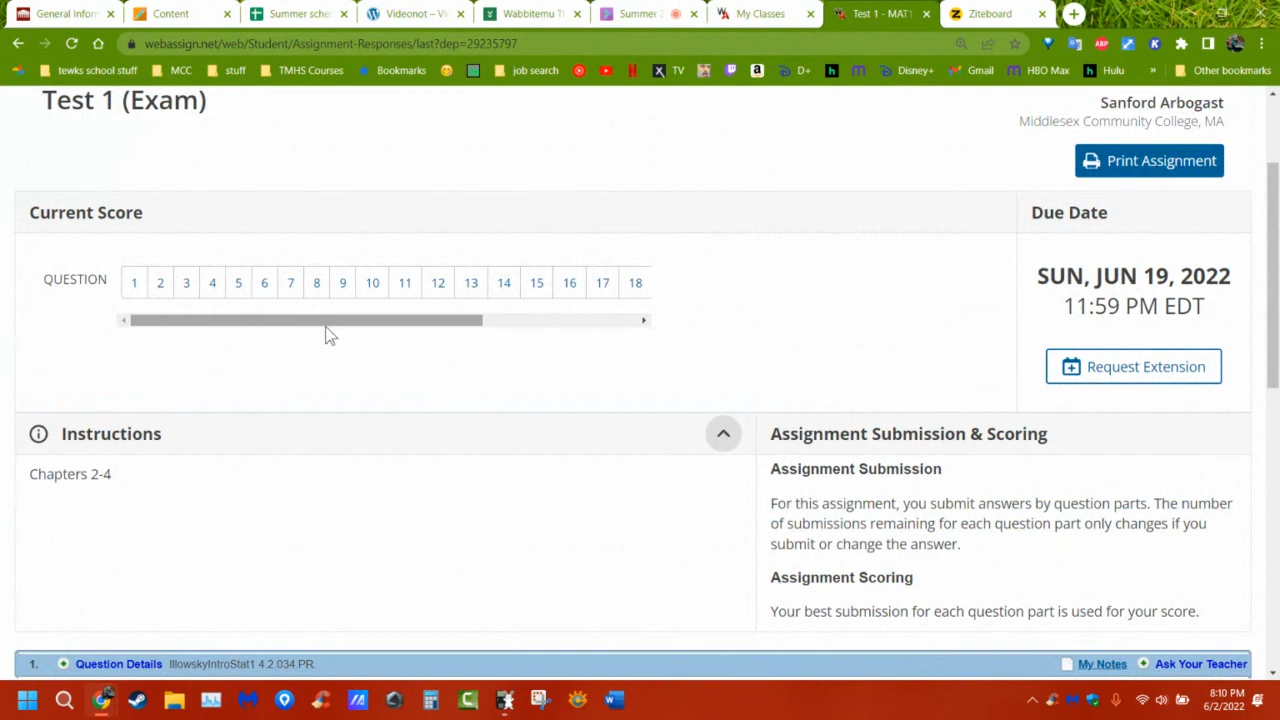 General Inform Content Summer sche Videonot – Vi Wabbitemu Ti Summer 2 My Classes Test 1 - MAT1 Ziteboard
webassign.net/web/Student/Assignment-Responses/last?dep=29235797
tewks school stuff MCC stuff TMHS Courses Bookmarks job search TV D+ Disney+ Gmail HBO Max Hulu » Other bookmarks
Test 1 (Exam)
Sanford Arbogast
Middlesex Community College, MA
Print Assignment
Current Score
Due Date
QUESTION 1 2 3 4 5 6 7 8 9 10 11 12 13 14 15 16 17 18
SUN, JUN 19, 2022
11:59 PM EDT
Request Extension
Instructions
Chapters 2-4
Assignment Submission & Scoring
Assignment Submission
For this assignment, you submit answers by question parts. The number
of submissions remaining for each question part only changes if you
submit or change the answer.
Assignment Scoring
Your best submission for each question part is used for your score.
1. Question Details IllowskyIntroStat1 4.2.034.PR. My Notes Ask Your Teacher
8:10 PM
6/2/2022